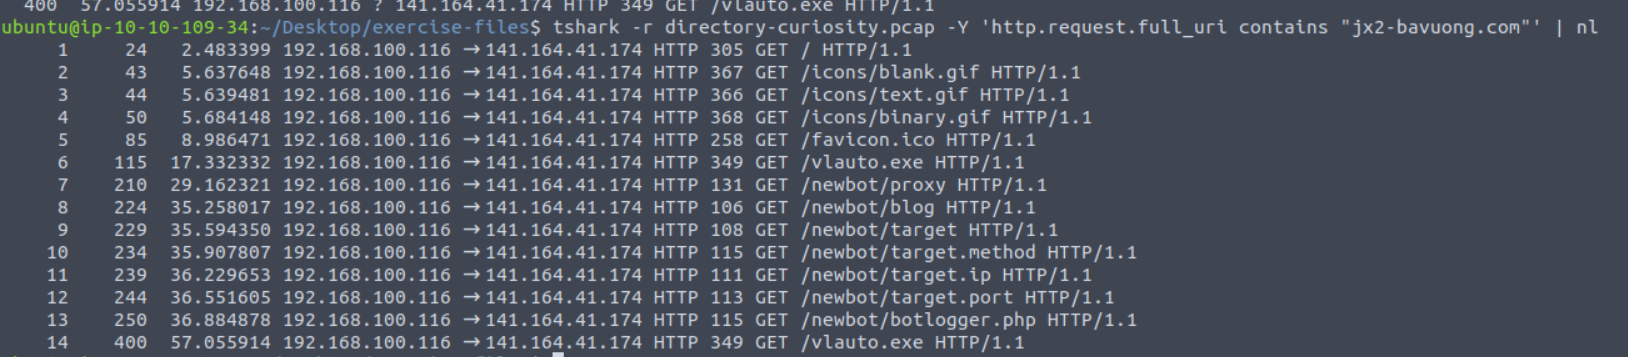 400 57.055914 192.168.100.116 ? 141.164.41.174 HTTP 349 GET /vlauto.exe HTTP/1.1
ubuntu@ip-10-10-109-34:~/Desktop/exercise-files$ tshark -r directory-curiosity.pcap -Y 'http.request.full_uri contains "jx2-bavuong.com"' | nl
1 24 2.483399 192.168.100.116 → 141.164.41.174 HTTP 305 GET / HTTP/1.1
2 43 5.637648 192.168.100.116 → 141.164.41.174 HTTP 367 GET /icons/blank.gif HTTP/1.1
3 44 5.639481 192.168.100.116 → 141.164.41.174 HTTP 366 GET /icons/text.gif HTTP/1.1
4 50 5.684148 192.168.100.116 → 141.164.41.174 HTTP 368 GET /icons/binary.gif HTTP/1.1
5 85 8.986471 192.168.100.116 → 141.164.41.174 HTTP 258 GET /favicon.ico HTTP/1.1
6 115 17.332332 192.168.100.116 → 141.164.41.174 HTTP 349 GET /vlauto.exe HTTP/1.1
7 210 29.162321 192.168.100.116 → 141.164.41.174 HTTP 131 GET /newbot/proxy HTTP/1.1
8 224 35.258017 192.168.100.116 → 141.164.41.174 HTTP 106 GET /newbot/blog HTTP/1.1
9 229 35.594350 192.168.100.116 → 141.164.41.174 HTTP 108 GET /newbot/target HTTP/1.1
10 234 35.907807 192.168.100.116 → 141.164.41.174 HTTP 115 GET /newbot/target.method HTTP/1.1
11 239 36.229653 192.168.100.116 → 141.164.41.174 HTTP 111 GET /newbot/target.ip HTTP/1.1
12 244 36.551605 192.168.100.116 → 141.164.41.174 HTTP 113 GET /newbot/target.port HTTP/1.1
13 250 36.884878 192.168.100.116 → 141.164.41.174 HTTP 115 GET /newbot/botlogger.php HTTP/1.1
14 400 57.055914 192.168.100.116 → 141.164.41.174 HTTP 349 GET /vlauto.exe HTTP/1.1